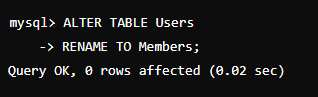 mysql> ALTER TABLE Users
-> RENAME TO Members;
Query OK, 0 rows affected (0.02 sec)